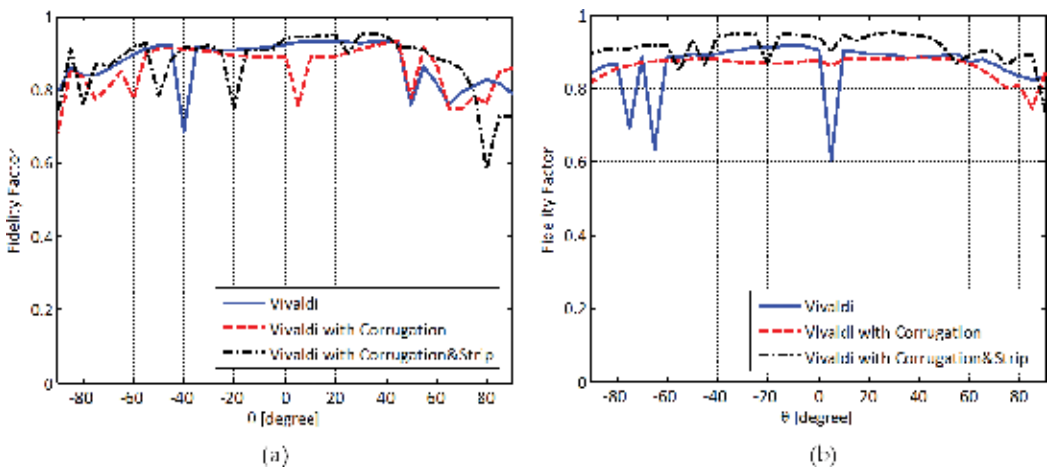 1
0.8
0.6
0.4
0.2
0
Fidelity Factor
Vivaldi
Vivaldi with Corrugation
Vivaldi with Corrugation&Strip
-80 -60 -40 -20 0 20 40 60 80
θ [degree]
(a)
1
0.8
0.6
0.4
0.2
0
Fidelity Factor
Vivaldi
Vivaldi with Corrugation
Vivaldi with Corrugation&Strip
-80 -60 -40 -20 0 20 40 60 80
θ [degree]
(b)